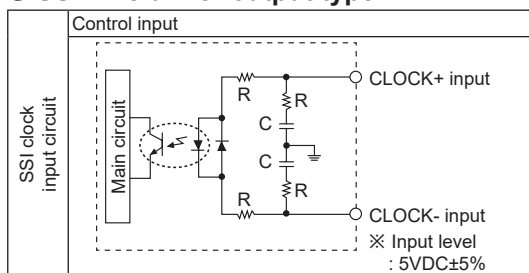 Control input
SSI clock
input circuit
Main circuit
R
R
C
C
R
R
CLOCK+ input
CLOCK- input
※ Input level
: 5VDC±5%